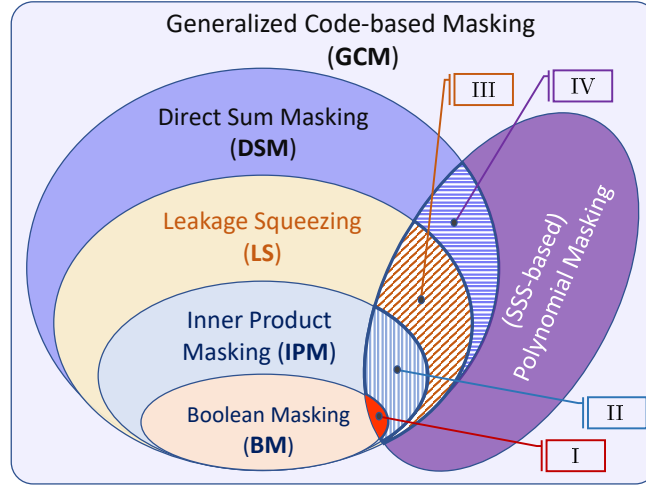 Generalized Code-based Masking
(GCM)
III
IV
Direct Sum Masking
(DSM)
Leakage Squeezing
(LS)
(SSS-based)
Polynomial Masking
Inner Product
Masking (IPM)
II
Boolean Masking
(BM)
I